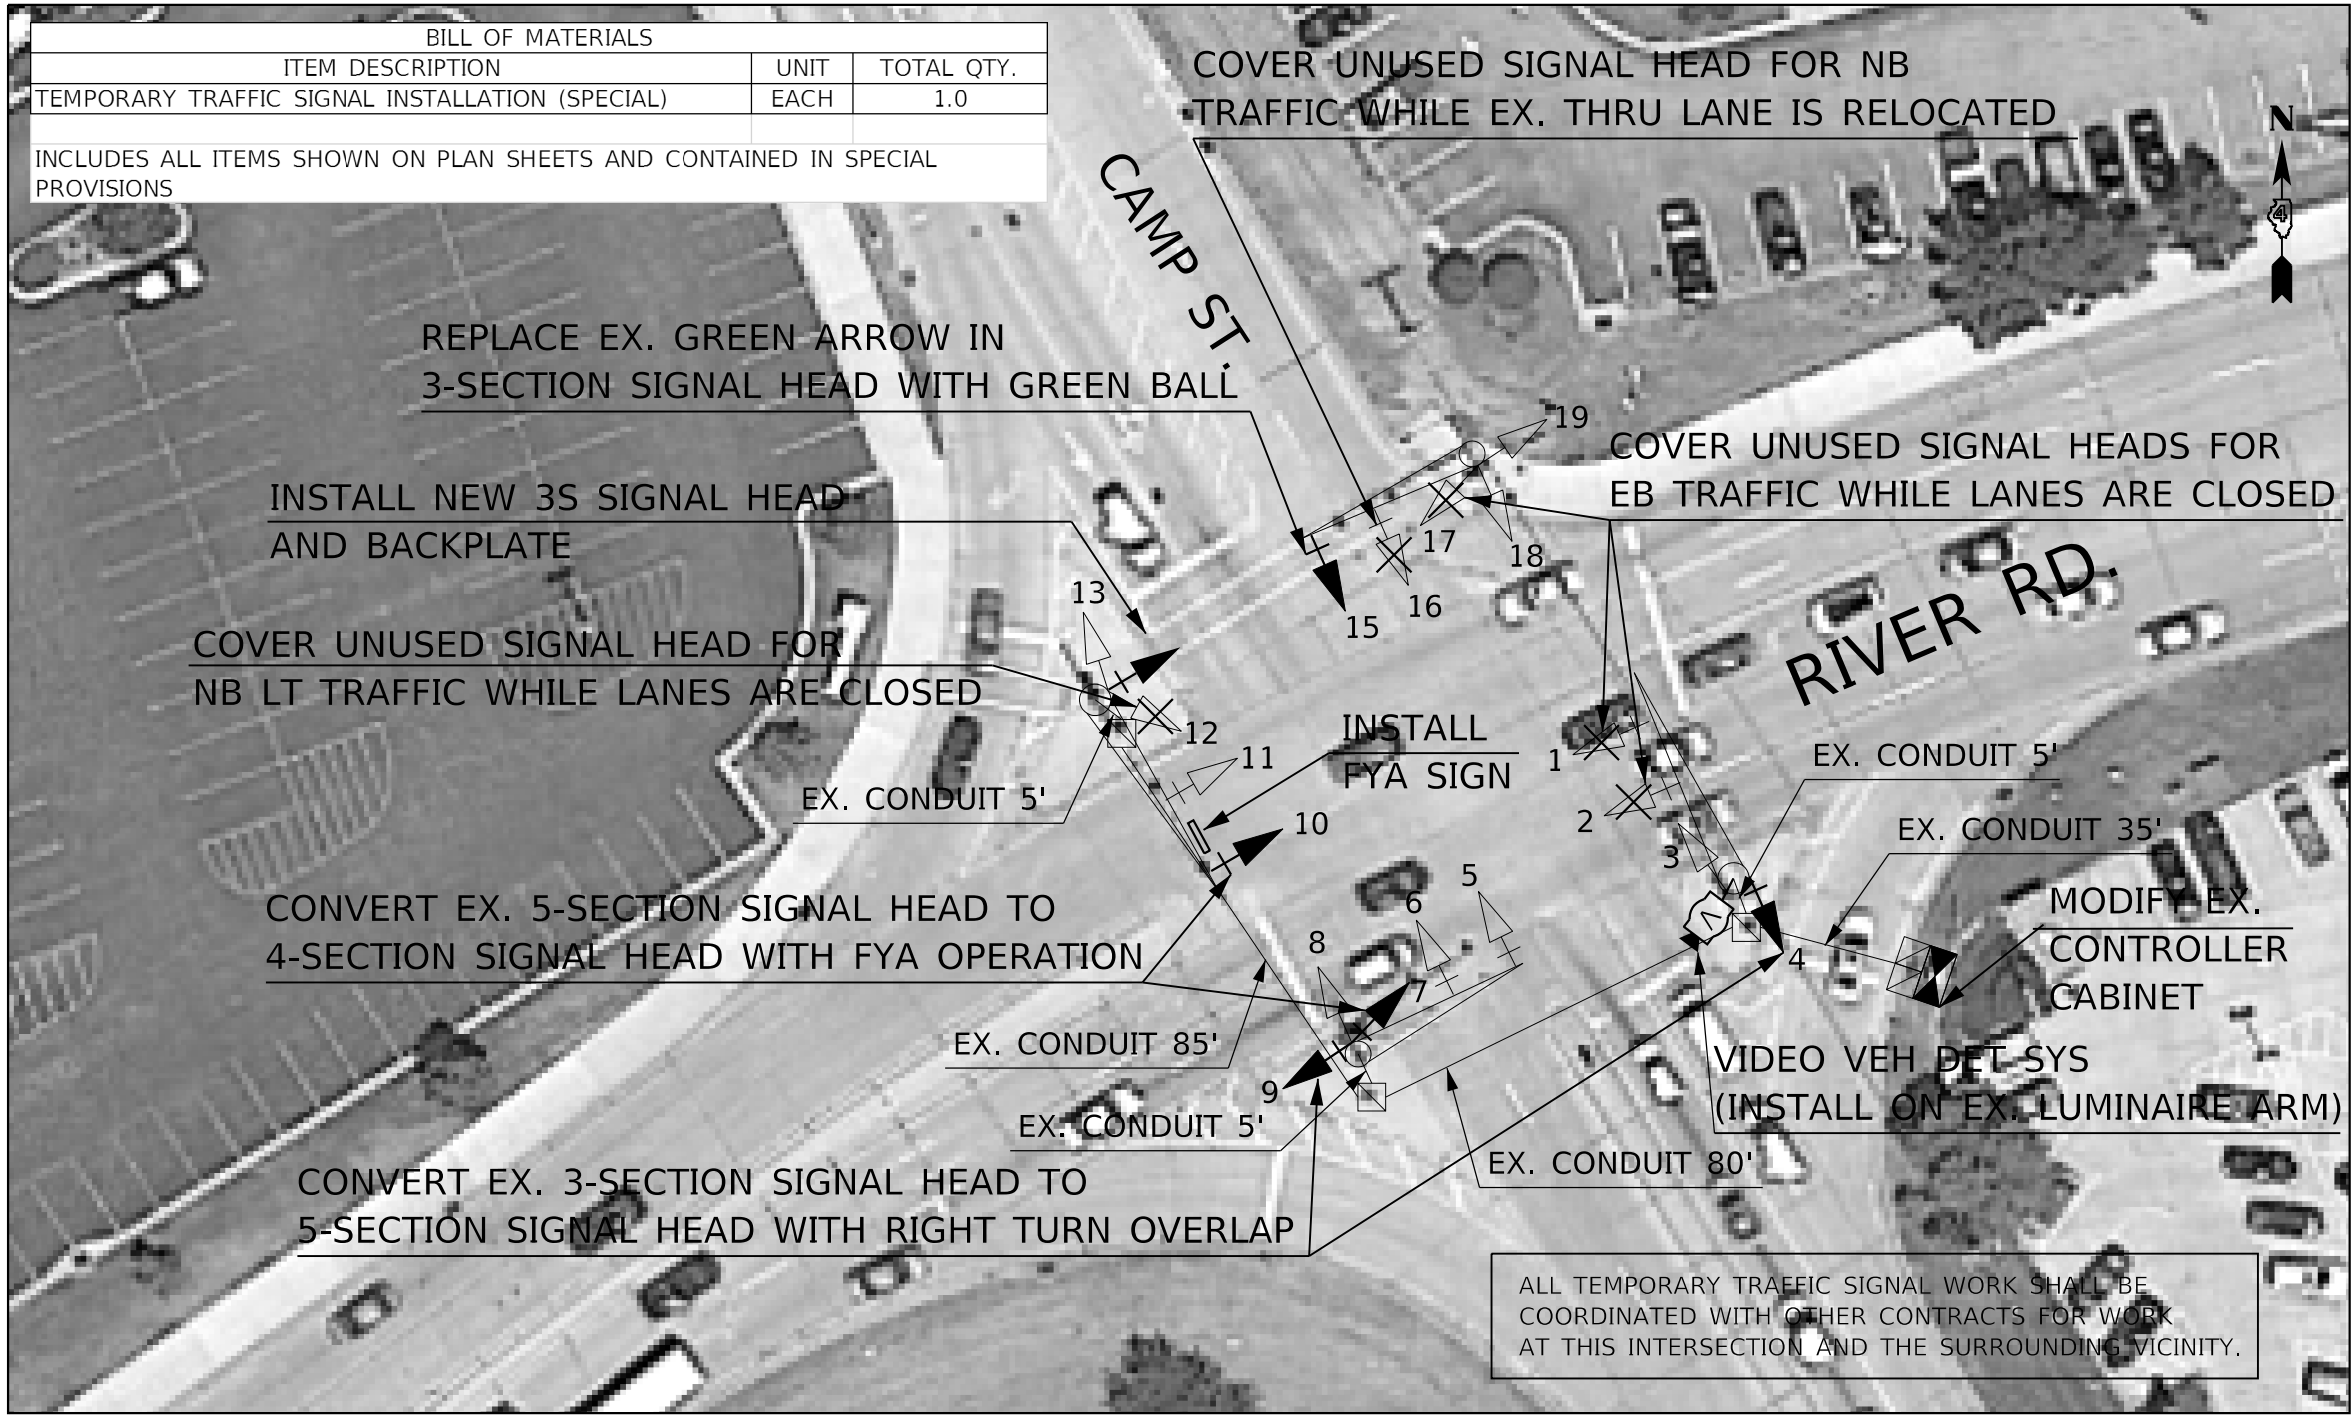 BILL OF MATERIALS
ITEM DESCRIPTION UNIT TOTAL QTY.
TEMPORARY TRAFFIC SIGNAL INSTALLATION (SPECIAL) EACH 1.0
INCLUDES ALL ITEMS SHOWN ON PLAN SHEETS AND CONTAINED IN SPECIAL
PROVISIONS
COVER UNUSED SIGNAL HEAD FOR NB
TRAFFIC WHILE EX. THRU LANE IS RELOCATED
N
4
CAMP ST.
REPLACE EX. GREEN ARROW IN
3-SECTION SIGNAL HEAD WITH GREEN BALL
19
COVER UNUSED SIGNAL HEADS FOR
EB TRAFFIC WHILE LANES ARE CLOSED
INSTALL NEW 3S SIGNAL HEAD
AND BACKPLATE
17
18
16
15
13
RIVER RD.
COVER UNUSED SIGNAL HEAD FOR
NB LT TRAFFIC WHILE LANES ARE CLOSED
12
11
INSTALL
FYA SIGN
1
2
3
EX. CONDUIT 5'
EX. CONDUIT 5'
10
EX. CONDUIT 35'
MODIFY EX.
CONTROLLER
CABINET
CONVERT EX. 5-SECTION SIGNAL HEAD TO
4-SECTION SIGNAL HEAD WITH FYA OPERATION
5
6
8
7
4
V
EX. CONDUIT 85'
9
VIDEO VEH DET SYS
(INSTALL ON EX. LUMINAIRE ARM)
EX. CONDUIT 5'
EX. CONDUIT 80'
CONVERT EX. 3-SECTION SIGNAL HEAD TO
5-SECTION SIGNAL HEAD WITH RIGHT TURN OVERLAP
ALL TEMPORARY TRAFFIC SIGNAL WORK SHALL BE
COORDINATED WITH OTHER CONTRACTS FOR WORK
AT THIS INTERSECTION AND THE SURROUNDING VICINITY.